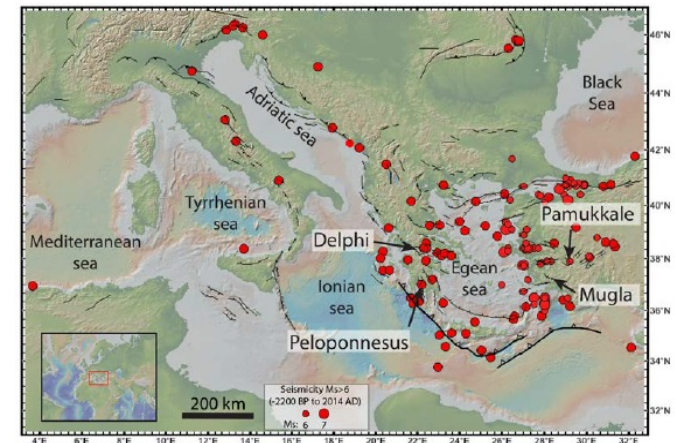 46°N
Black
Sea
44°N
Adriatic sea
42°N
Tyrrhenian
sea
40°N
Pamukkale
Delphi
Mediterranean
sea
38°N
Egean
sea
Ionian
sea
Mugla
36°N
Peloponnesus
34°N
Seismicity Ms>6
(-2200 BP to 2014 AD)
200 km
Ms: 6 7
32°N
4°E 6°E 8°E 10°E 12°E 14°E 16°E 18°E 20°E 22°E 24°E 26°E 28°E 30°E 32°E